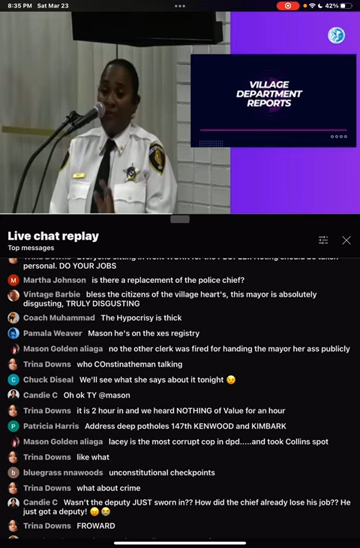 8:35 PM Sat Mar 23
42%
VILLAGE
DEPARTMENT
REPORTS
Live chat replay
Top messages
personal. DO YOUR JOBS
Martha Johnson is there a replacement of the police chief?
Vintage Barbie bless the citizens of the village heart's, this mayor is absolutely
disgusting, TRULY DISGUSTING
Coach Muhammad The Hypocrisy is thick
Pamala Weaver Mason he's on the xes registry
Mason Golden aliaga no the other clerk was fired for handing the mayor her ass publicly
Trina Downs who COnstinatheman talking
Chuck Diseal We'll see what she says about it tonight 😉
Candie C Oh ok TY @mason
Trina Downs it is 2 hour in and we heard NOTHING of Value for an hour
Patricia Harris Address deep potholes 147th KENWOOD and KIMBARK
Mason Golden aliaga lacey is the most corrupt cop in dpd.....and took Collins spot
Trina Downs like what
bluegrass nnawoods unconstitutional checkpoints
Trina Downs what about crime
Candie C Wasn't the deputy JUST sworn in?? How did the chief already lose his job?? He
just got a deputy!
Trina Downs FROWARD